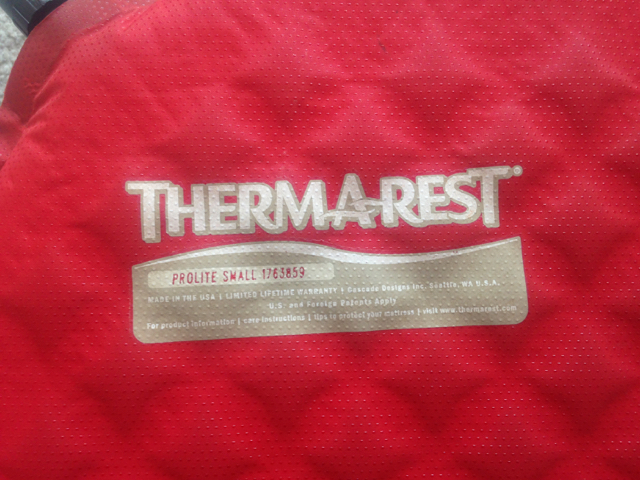 THERM-A-REST®
PROLITE SMALL 1763859
MADE IN THE USA | LIMITED LIFETIME WARRANTY | Cascade Designs Inc. Seattle, WA U.S.A.
U.S. and Foreign Patents Apply
For product information | care instructions | tips to protect your mattress | visit www.thermarest.com